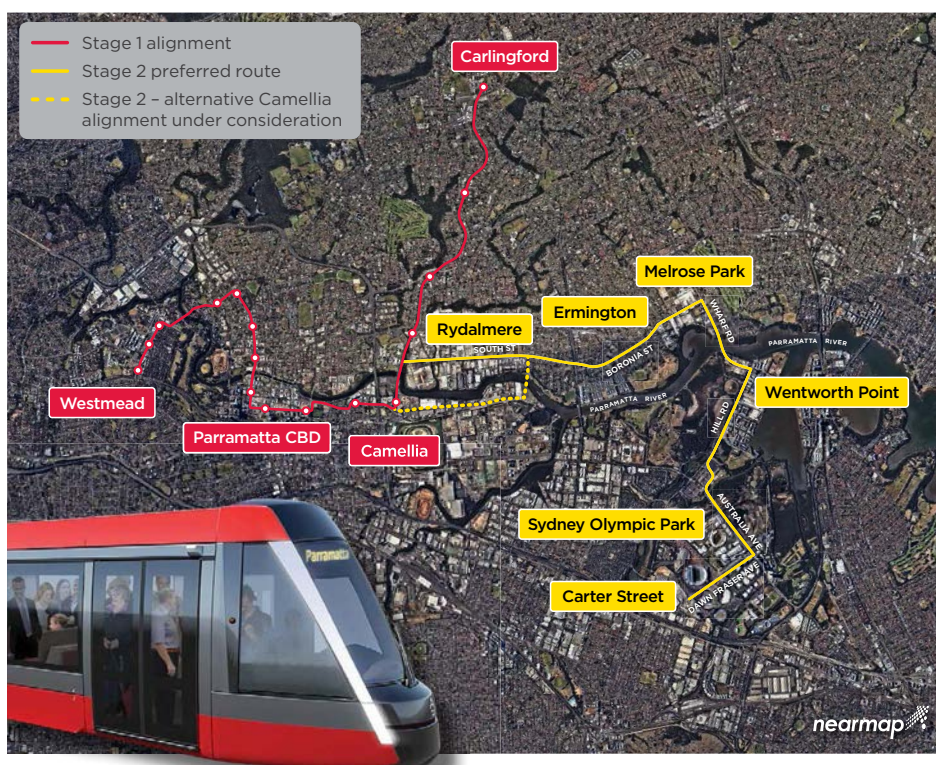 Stage 1 alignment
Stage 2 preferred route
Stage 2 – alternative Camellia
alignment under consideration
Carlingford
Melrose Park
Ermington
Rydalmere
SOUTH ST
BORONIA ST
WHARF RD
PARRAMATTA RIVER
Wentworth Point
Westmead
PARRAMATTA RIVER
HILL RD
Parramatta CBD
Camellia
Sydney Olympic Park
AUSTRALIA AVE
Parramatta
Carter Street
DAWN FRASER AVE
nearmap